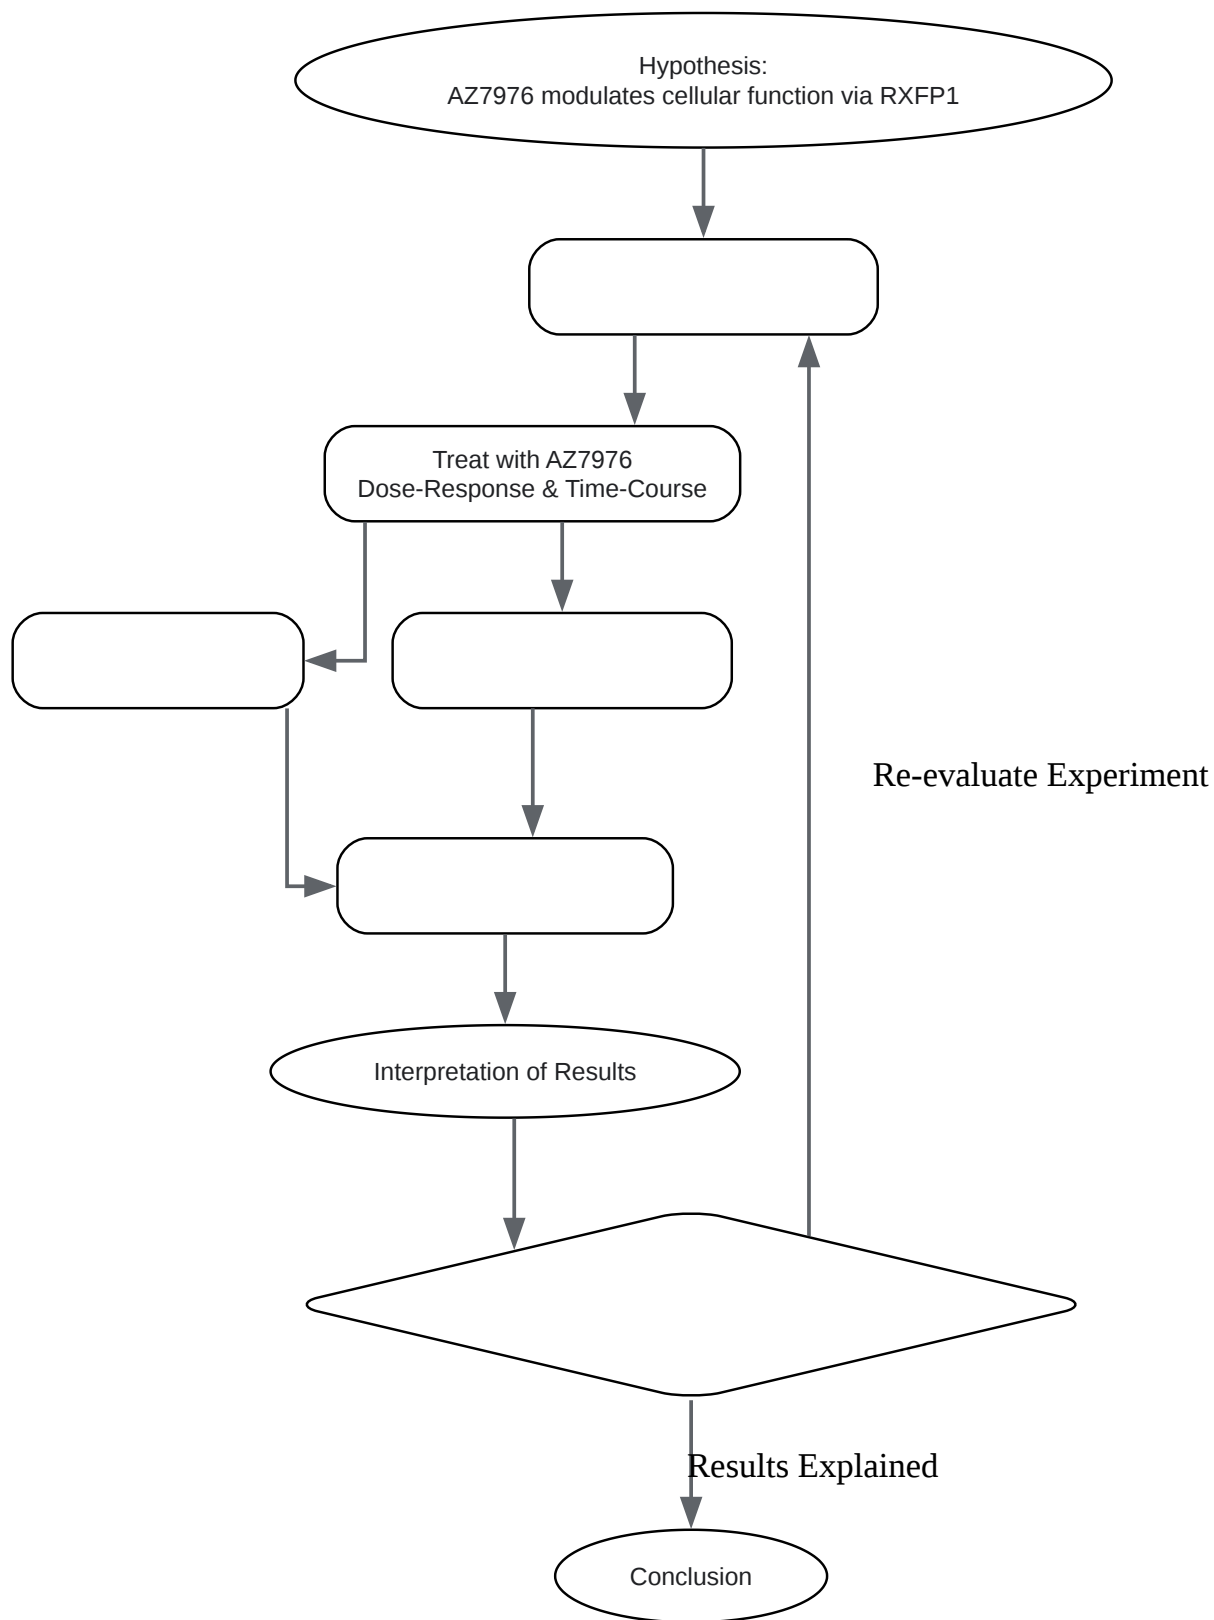 Hypothesis:
AZ7976 modulates cellular function via RXFP1
Treat with AZ7976
Dose-Response & Time-Course
Re-evaluate Experiment
Interpretation of Results
Results Explained
Conclusion